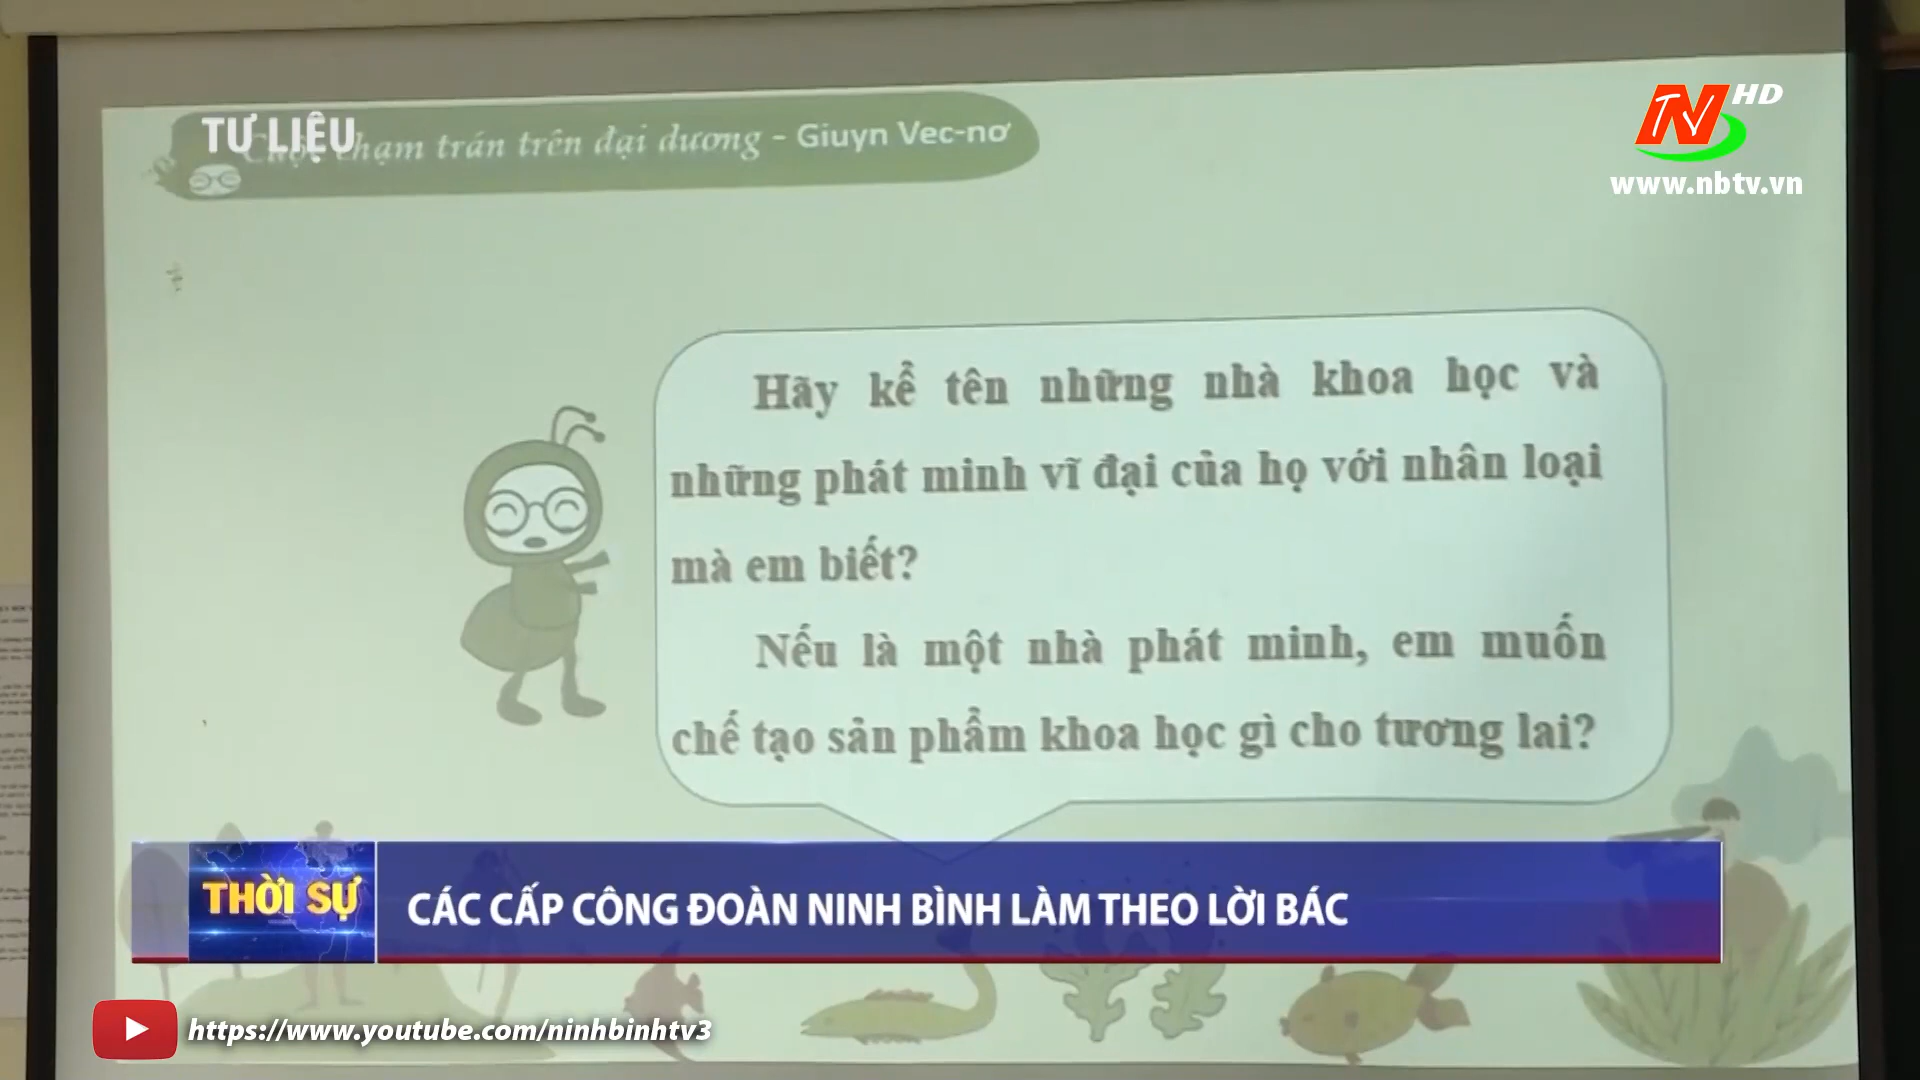 TƯ LIỆU
chạm trán trên đại dương - Giuyn Vec-nơ
HD
www.nbtv.vn
Hãy kể tên những nhà khoa học và
những phát minh vĩ đại của họ với nhân loại
mà em biết?
Nếu là một nhà phát minh, em muốn
chế tạo sản phẩm khoa học gì cho tương lai?
THỜI SỰ
CÁC CẤP CÔNG ĐOÀN NINH BÌNH LÀM THEO LỜI BÁC
https://www.youtube.com/ninhbinhtv3